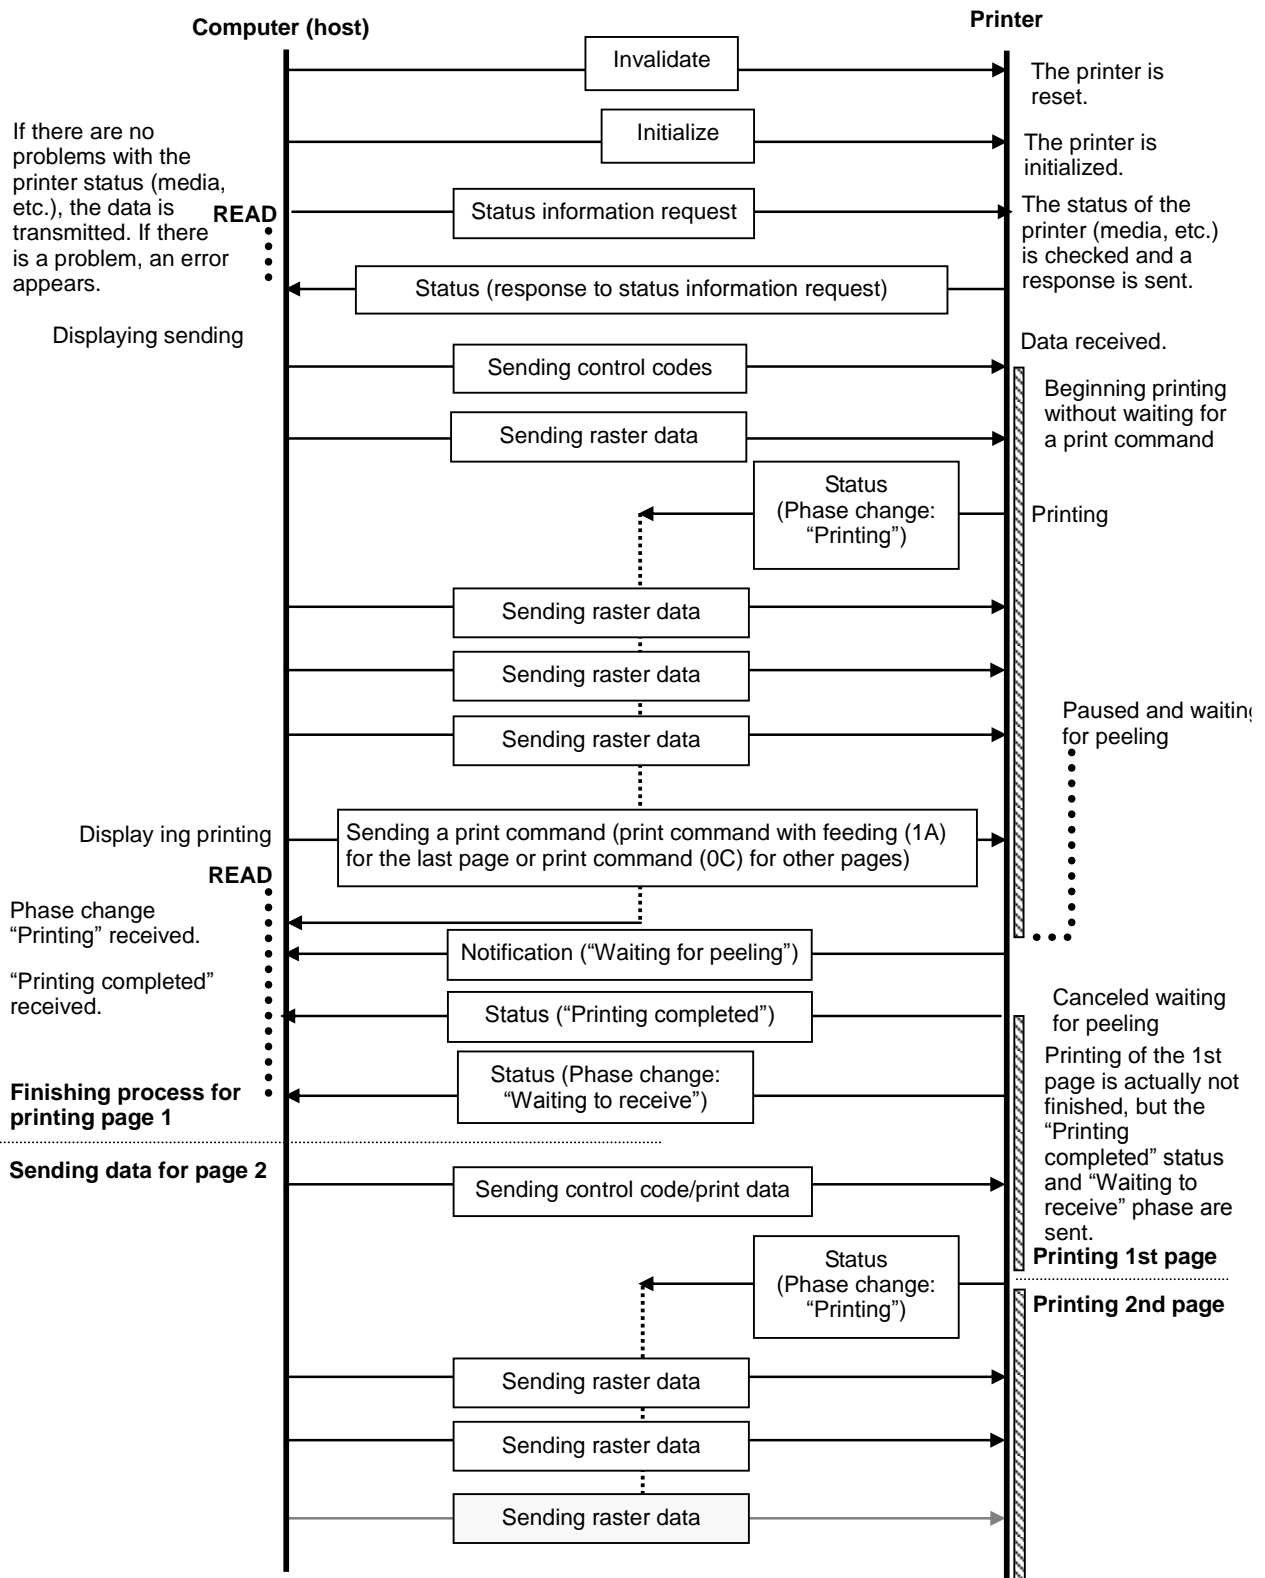 Computer (host)
Printer
Invalidate
The printer is
reset.
If there are no
problems with the
printer status (media,
etc.), the data is
transmitted. If there
is a problem, an error
appears.
Initialize
The printer is
initialized.
READ
Status information request
The status of the
printer (media, etc.)
is checked and a
response is sent.
Status (response to status information request)
Displaying sending
Data received.
Sending control codes
Beginning printing
without waiting for
a print command
Sending raster data
Status
(Phase change:
“Printing”)
Printing
Sending raster data
Sending raster data
Sending raster data
Paused and waiting
for peeling
Display ing printing
Sending a print command (print command with feeding (1A)
for the last page or print command (0C) for other pages)
READ
Phase change
“Printing” received.
Notification (“Waiting for peeling”)
“Printing completed”
received.
Status (“Printing completed”)
Canceled waiting
for peeling
Status (Phase change:
“Waiting to receive”)
Printing of the 1st
page is actually not
finished, but the
“Printing
completed” status
and “Waiting to
receive” phase are
sent.
Finishing process for
printing page 1
Sending data for page 2
Sending control code/print data
Printing 1st page
Status
(Phase change:
“Printing”)
Printing 2nd page
Sending raster data
Sending raster data
Sending raster data